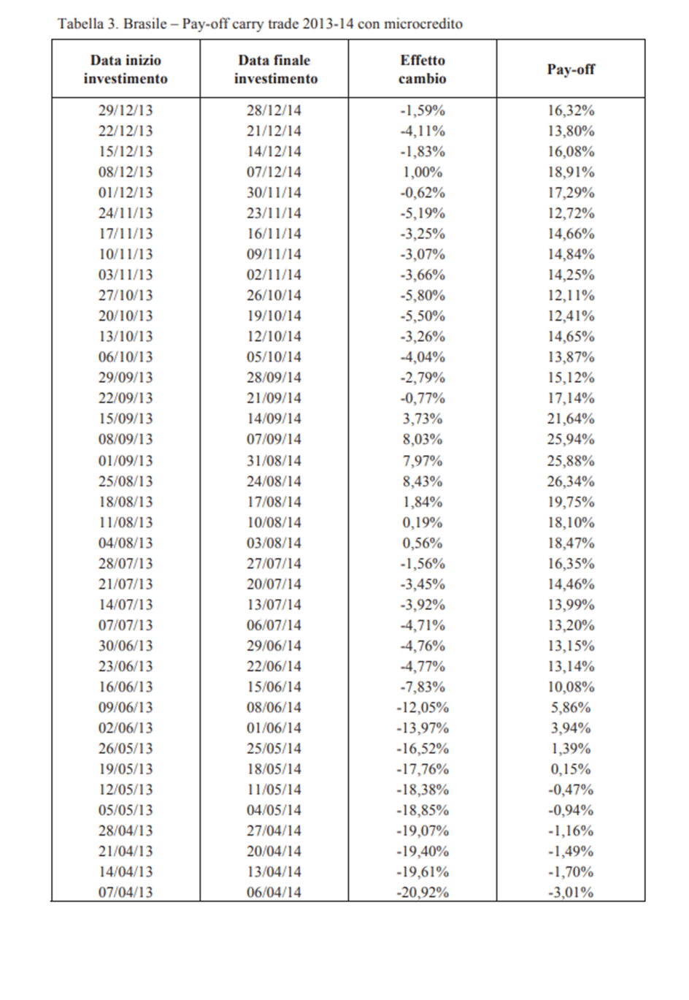 Tabella 3. Brasile – Pay-off carry trade 2013-14 con microcredito
Data inizio investimento Data finale investimento Effetto cambio Pay-off
29/12/13 28/12/14 -1,59% 16,32%
22/12/13 21/12/14 -4,11% 13,80%
15/12/13 14/12/14 -1,83% 16,08%
08/12/13 07/12/14 1,00% 18,91%
01/12/13 30/11/14 -0,62% 17,29%
24/11/13 23/11/14 -5,19% 12,72%
17/11/13 16/11/14 -3,25% 14,66%
10/11/13 09/11/14 -3,07% 14,84%
03/11/13 02/11/14 -3,66% 14,25%
27/10/13 26/10/14 -5,80% 12,11%
20/10/13 19/10/14 -5,50% 12,41%
13/10/13 12/10/14 -3,26% 14,65%
06/10/13 05/10/14 -4,04% 13,87%
29/09/13 28/09/14 -2,79% 15,12%
22/09/13 21/09/14 -0,77% 17,14%
15/09/13 14/09/14 3,73% 21,64%
08/09/13 07/09/14 8,03% 25,94%
01/09/13 31/08/14 7,97% 25,88%
25/08/13 24/08/14 8,43% 26,34%
18/08/13 17/08/14 1,84% 19,75%
11/08/13 10/08/14 0,19% 18,10%
04/08/13 03/08/14 0,56% 18,47%
28/07/13 27/07/14 -1,56% 16,35%
21/07/13 20/07/14 -3,45% 14,46%
14/07/13 13/07/14 -3,92% 13,99%
07/07/13 06/07/14 -4,71% 13,20%
30/06/13 29/06/14 -4,76% 13,15%
23/06/13 22/06/14 -4,77% 13,14%
16/06/13 15/06/14 -7,83% 10,08%
09/06/13 08/06/14 -12,05% 5,86%
02/06/13 01/06/14 -13,97% 3,94%
26/05/13 25/05/14 -16,52% 1,39%
19/05/13 18/05/14 -17,76% 0,15%
12/05/13 11/05/14 -18,38% -0,47%
05/05/13 04/05/14 -18,85% -0,94%
28/04/13 27/04/14 -19,07% -1,16%
21/04/13 20/04/14 -19,40% -1,49%
14/04/13 13/04/14 -19,61% -1,70%
07/04/13 06/04/14 -20,92% -3,01%